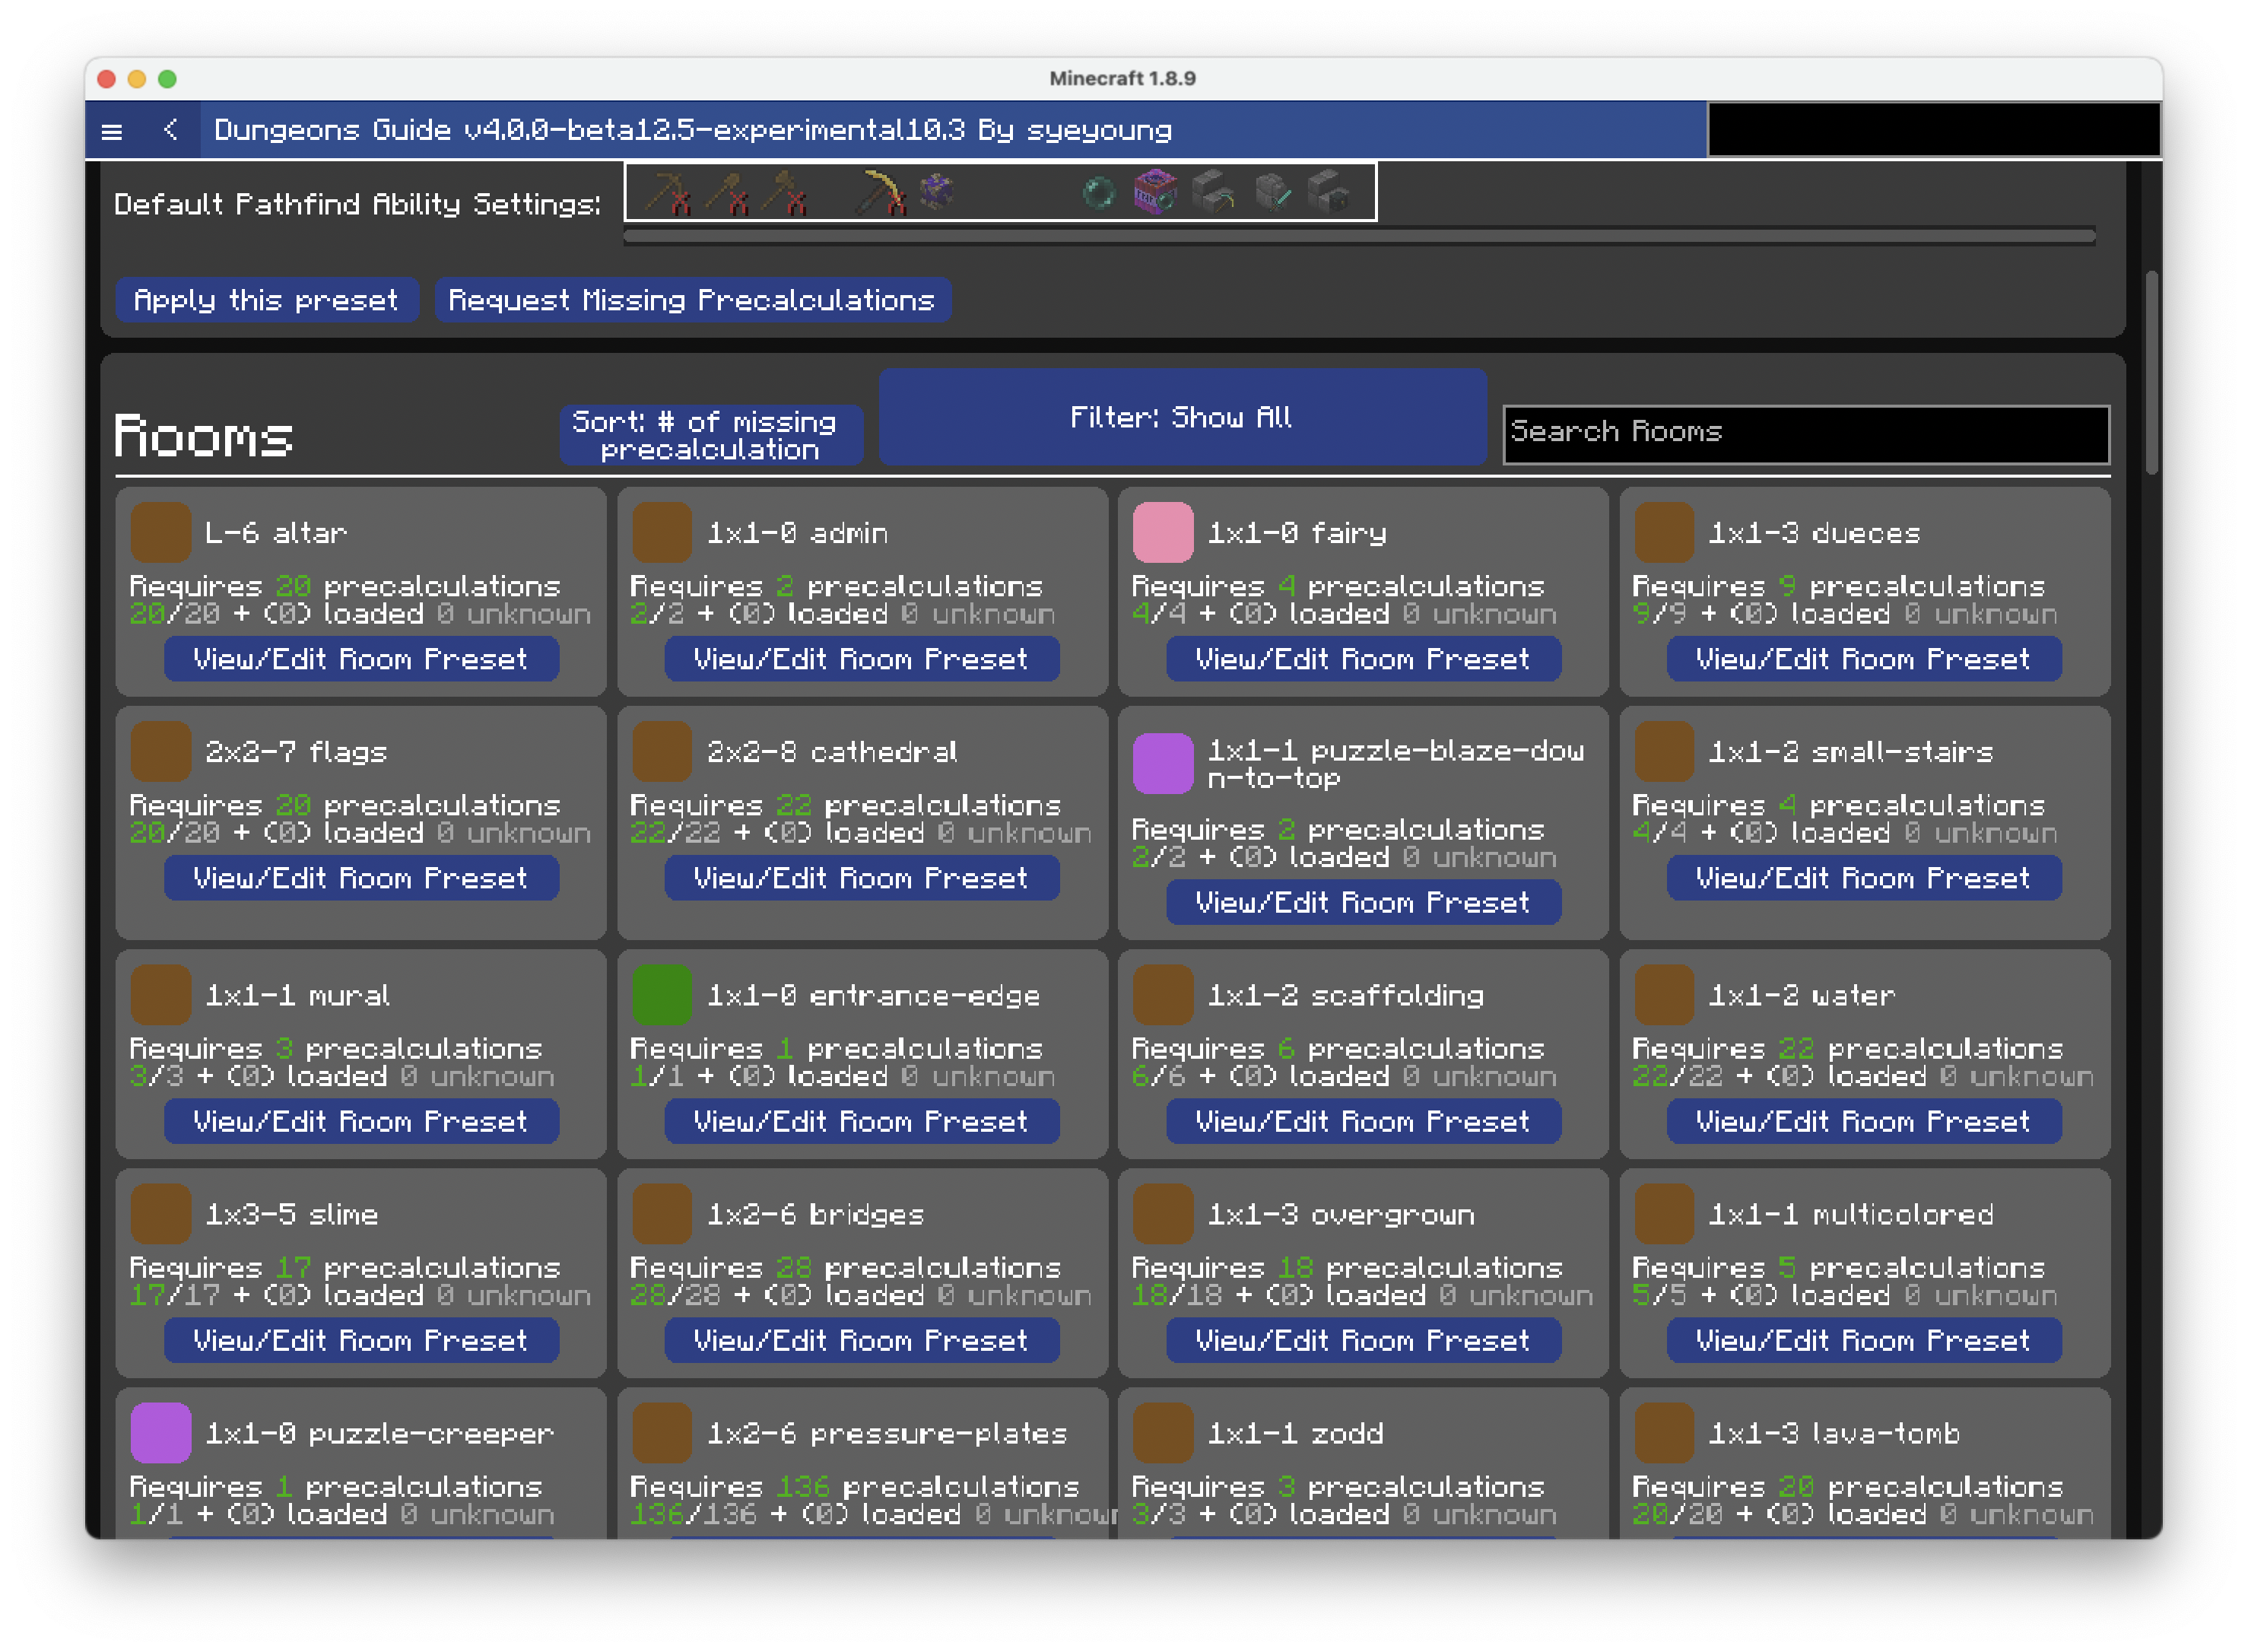 Minecraft 1.8.9
Dungeons Guide v4.0.0-beta12.5-experimental10.3 By syeyoung
Default Pathfind Ability Settings:
Apply this preset
Request Missing Precalculations
Rooms
Sort: # of missing
precalculation
Filter: Show All
Search Rooms
L-6 altar
Requires 20 precalculations
20/20 + (0) loaded 0 unknown
View/Edit Room Preset
1x1-0 admin
Requires 2 precalculations
2/2 + (0) loaded 0 unknown
View/Edit Room Preset
1x1-0 fairy
Requires 4 precalculations
4/4 + (0) loaded 0 unknown
View/Edit Room Preset
1x1-3 dueces
Requires 9 precalculations
9/9 + (0) loaded 0 unknown
View/Edit Room Preset
2x2-7 flags
Requires 20 precalculations
20/20 + (0) loaded 0 unknown
View/Edit Room Preset
2x2-8 cathedral
Requires 22 precalculations
22/22 + (0) loaded 0 unknown
View/Edit Room Preset
1x1-1 puzzle-blaze-dow
n-to-top
Requires 2 precalculations
2/2 + (0) loaded 0 unknown
View/Edit Room Preset
1x1-2 small-stairs
Requires 4 precalculations
4/4 + (0) loaded 0 unknown
View/Edit Room Preset
1x1-1 mural
Requires 3 precalculations
3/3 + (0) loaded 0 unknown
View/Edit Room Preset
1x1-0 entrance-edge
Requires 1 precalculations
1/1 + (0) loaded 0 unknown
View/Edit Room Preset
1x1-2 scaffolding
Requires 6 precalculations
6/6 + (0) loaded 0 unknown
View/Edit Room Preset
1x1-2 water
Requires 22 precalculations
22/22 + (0) loaded 0 unknown
View/Edit Room Preset
1x3-5 slime
Requires 17 precalculations
17/17 + (0) loaded 0 unknown
View/Edit Room Preset
1x2-6 bridges
Requires 28 precalculations
28/28 + (0) loaded 0 unknown
View/Edit Room Preset
1x1-3 overgrown
Requires 18 precalculations
18/18 + (0) loaded 0 unknown
View/Edit Room Preset
1x1-1 multicolored
Requires 5 precalculations
5/5 + (0) loaded 0 unknown
View/Edit Room Preset
1x1-0 puzzle-creeper
Requires 1 precalculations
1/1 + (0) loaded 0 unknown
1x2-6 pressure-plates
Requires 136 precalculations
136/136 + (0) loaded 0 unknown
1x1-1 zodd
Requires 3 precalculations
3/3 + (0) loaded 0 unknown
1x1-3 lava-tomb
Requires 20 precalculations
20/20 + (0) loaded 0 unknown